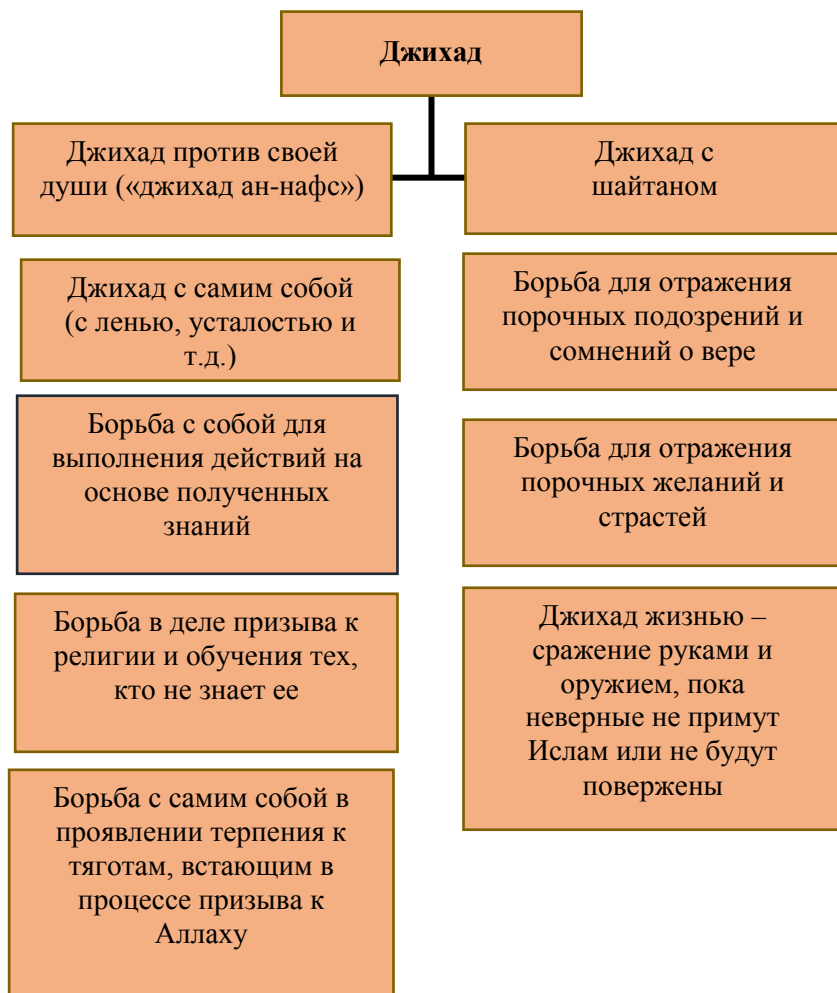 Джихад
Джихад против своей
души («джихад ан-нафс»)
Джихад с
шайтаном
Джихад с самим собой
(с ленью, усталостью и
т.д.)
Борьба для отражения
порочных подозрений и
сомнений о вере
Борьба с собой для
выполнения действий на
основе полученных
знаний
Борьба для отражения
порочных желаний и
страстей
Борьба в деле призыва к
религии и обучения тех,
кто не знает ее
Джихад жизнью –
сражение руками и
оружием, пока
неверные не примут
Ислам или не будут
повержены
Борьба с самим собой в
проявлении терпения к
тяготам, встающим в
процессе призыва к
Аллаху